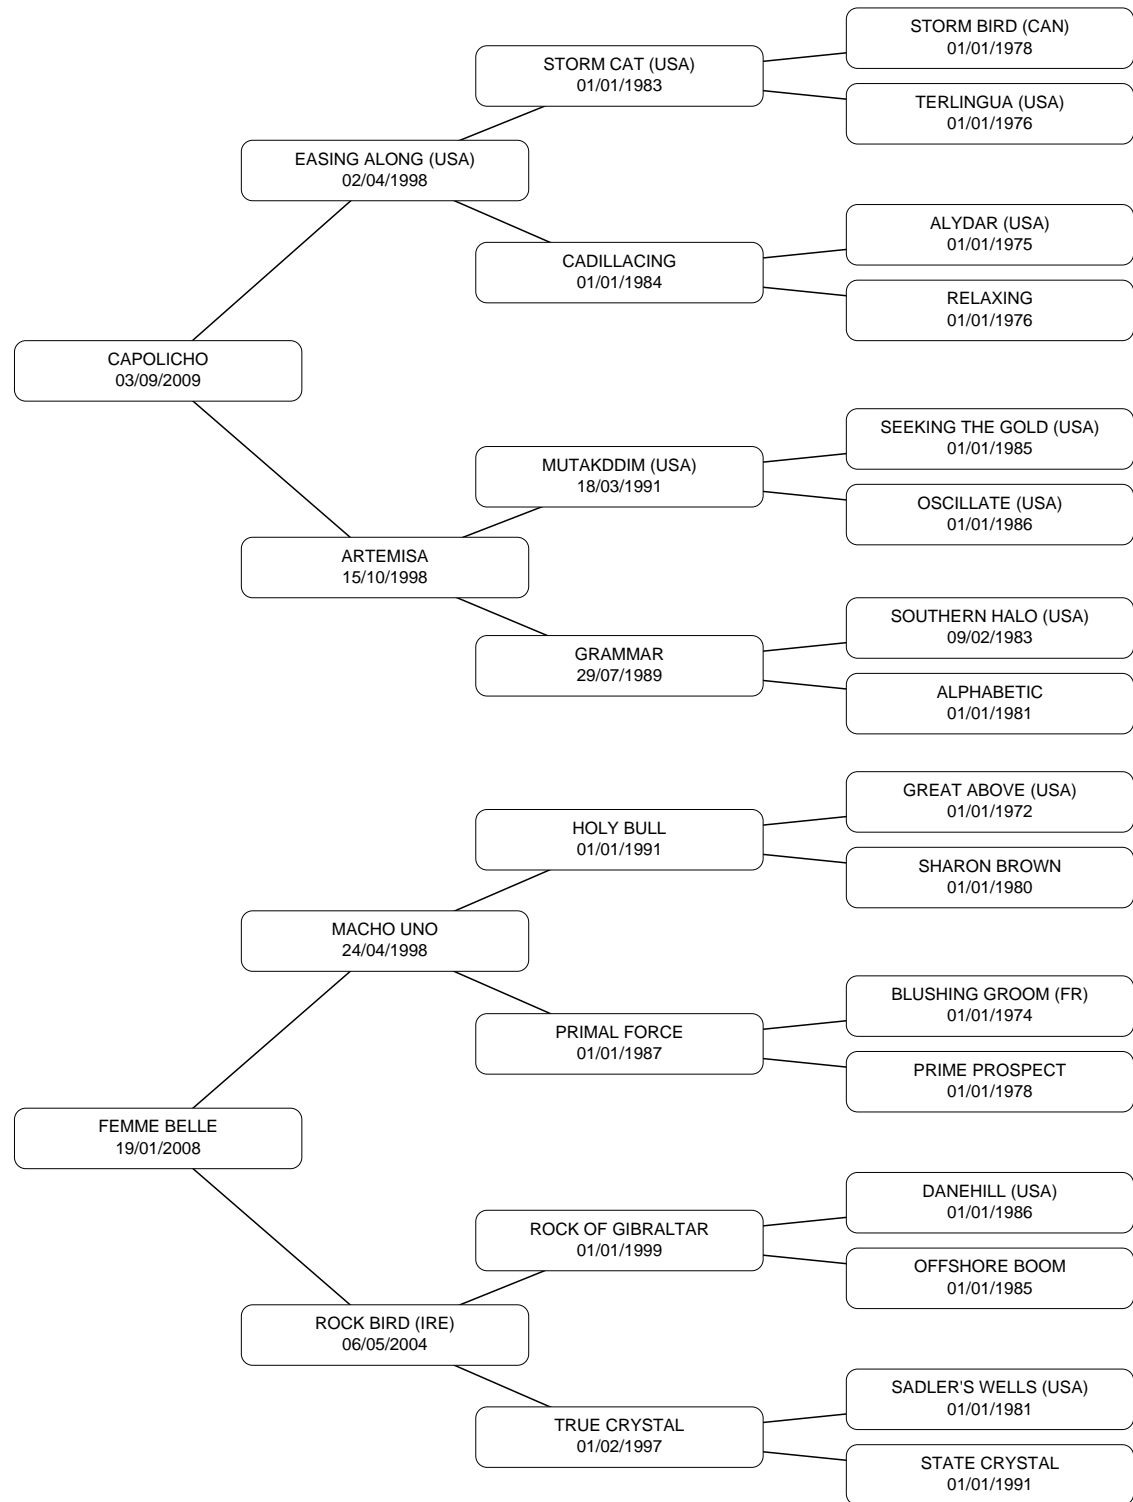 STORM BIRD (CAN)
01/01/1978
STORM CAT (USA)
01/01/1983
TERLINGUA (USA)
01/01/1976
EASING ALONG (USA)
02/04/1998
ALYDAR (USA)
01/01/1975
CADILLACING
01/01/1984
RELAXING
01/01/1976
CAPOLICHO
03/09/2009
SEEKING THE GOLD (USA)
01/01/1985
MUTAKDDIM (USA)
18/03/1991
OSCILLATE (USA)
01/01/1986
ARTEMISA
15/10/1998
SOUTHERN HALO (USA)
09/02/1983
GRAMMAR
29/07/1989
ALPHABETIC
01/01/1981
GREAT ABOVE (USA)
01/01/1972
HOLY BULL
01/01/1991
SHARON BROWN
01/01/1980
MACHO UNO
24/04/1998
BLUSHING GROOM (FR)
01/01/1974
PRIMAL FORCE
01/01/1987
PRIME PROSPECT
01/01/1978
FEMME BELLE
19/01/2008
DANEHILL (USA)
01/01/1986
ROCK OF GIBRALTAR
01/01/1999
OFFSHORE BOOM
01/01/1985
ROCK BIRD (IRE)
06/05/2004
SADLER'S WELLS (USA)
01/01/1981
TRUE CRYSTAL
01/02/1997
STATE CRYSTAL
01/01/1991